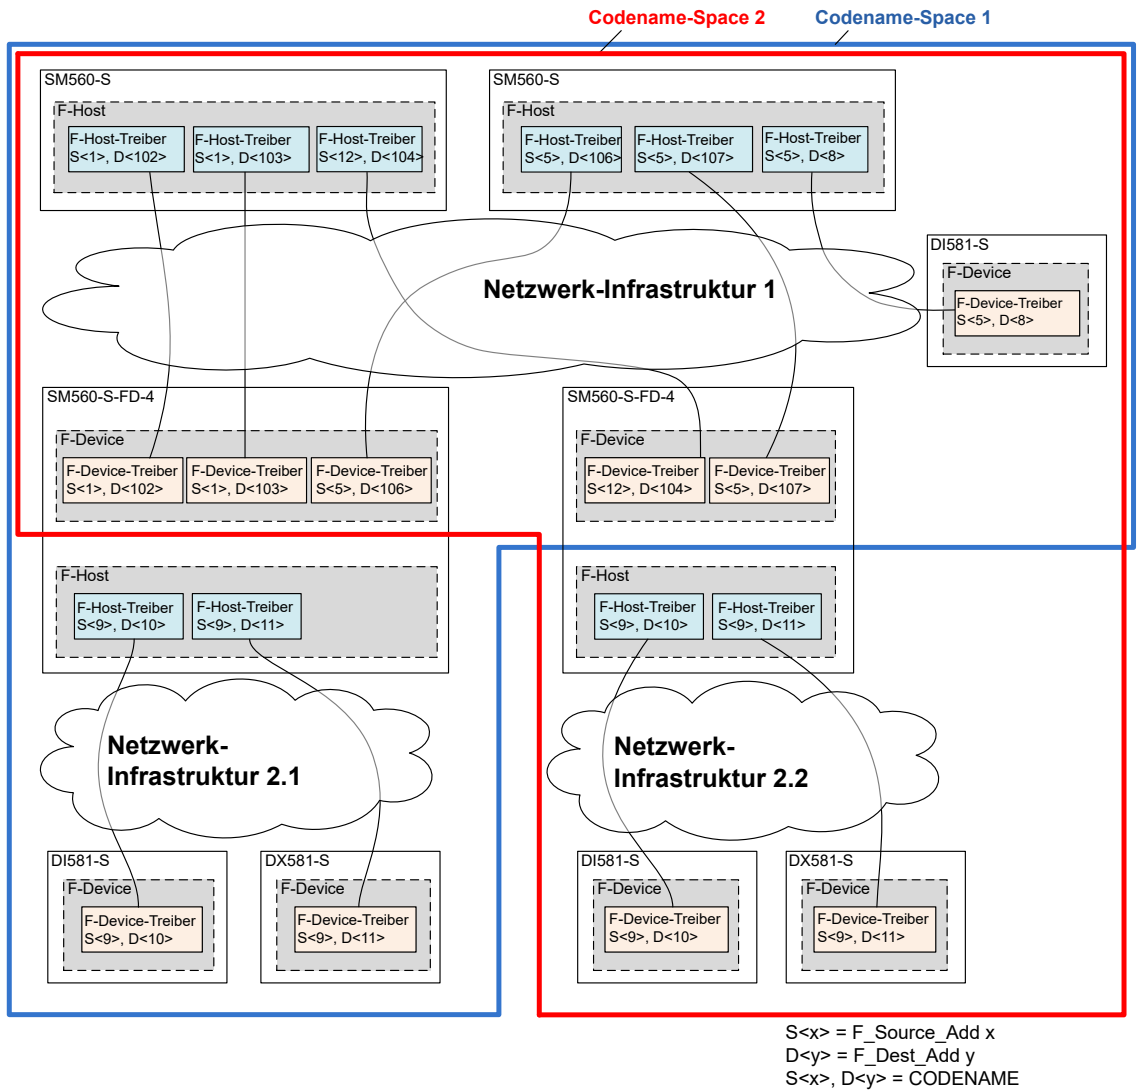 Codename-Space 2
Codename-Space 1
SM560-S
F-Host
F-Host-Treiber
S<1>, D<102>
F-Host-Treiber
S<1>, D<103>
F-Host-Treiber
S<12>, D<104>
SM560-S
F-Host
F-Host-Treiber
S<5>, D<106>
F-Host-Treiber
S<5>, D<107>
F-Host-Treiber
S<5>, D<8>
Netzwerk-Infrastruktur 1
DI581-S
F-Device
F-Device-Treiber
S<5>, D<8>
SM560-S-FD-4
F-Device
F-Device-Treiber
S<1>, D<102>
F-Device-Treiber
S<1>, D<103>
F-Device-Treiber
S<5>, D<106>
F-Host
F-Host-Treiber
S<9>, D<10>
F-Host-Treiber
S<9>, D<11>
SM560-S-FD-4
F-Device
F-Device-Treiber
S<12>, D<104>
F-Device-Treiber
S<5>, D<107>
F-Host
F-Host-Treiber
S<9>, D<10>
F-Host-Treiber
S<9>, D<11>
Netzwerk-
Infrastruktur 2.1
Netzwerk-
Infrastruktur 2.2
DI581-S
F-Device
F-Device-Treiber
S<9>, D<10>
DX581-S
F-Device
F-Device-Treiber
S<9>, D<11>
DI581-S
F-Device
F-Device-Treiber
S<9>, D<10>
DX581-S
F-Device
F-Device-Treiber
S<9>, D<11>
S<x> = F_Source_Add x
D<y> = F_Dest_Add y
S<x>, D<y> = CODENAME